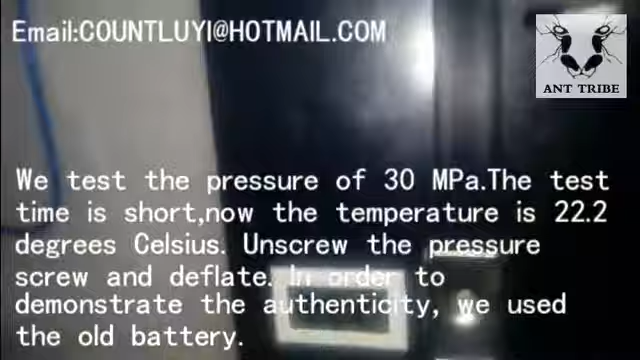 Email:COUNTLUYI@HOTMAIL.COM
ANT TRIBE
We test the pressure of 30 MPa.The test
time is short,now the temperature is 22.2
degrees Celsius. Unscrew the pressure
screw and deflate. In order to
demonstrate the authenticity, we used
the old battery.